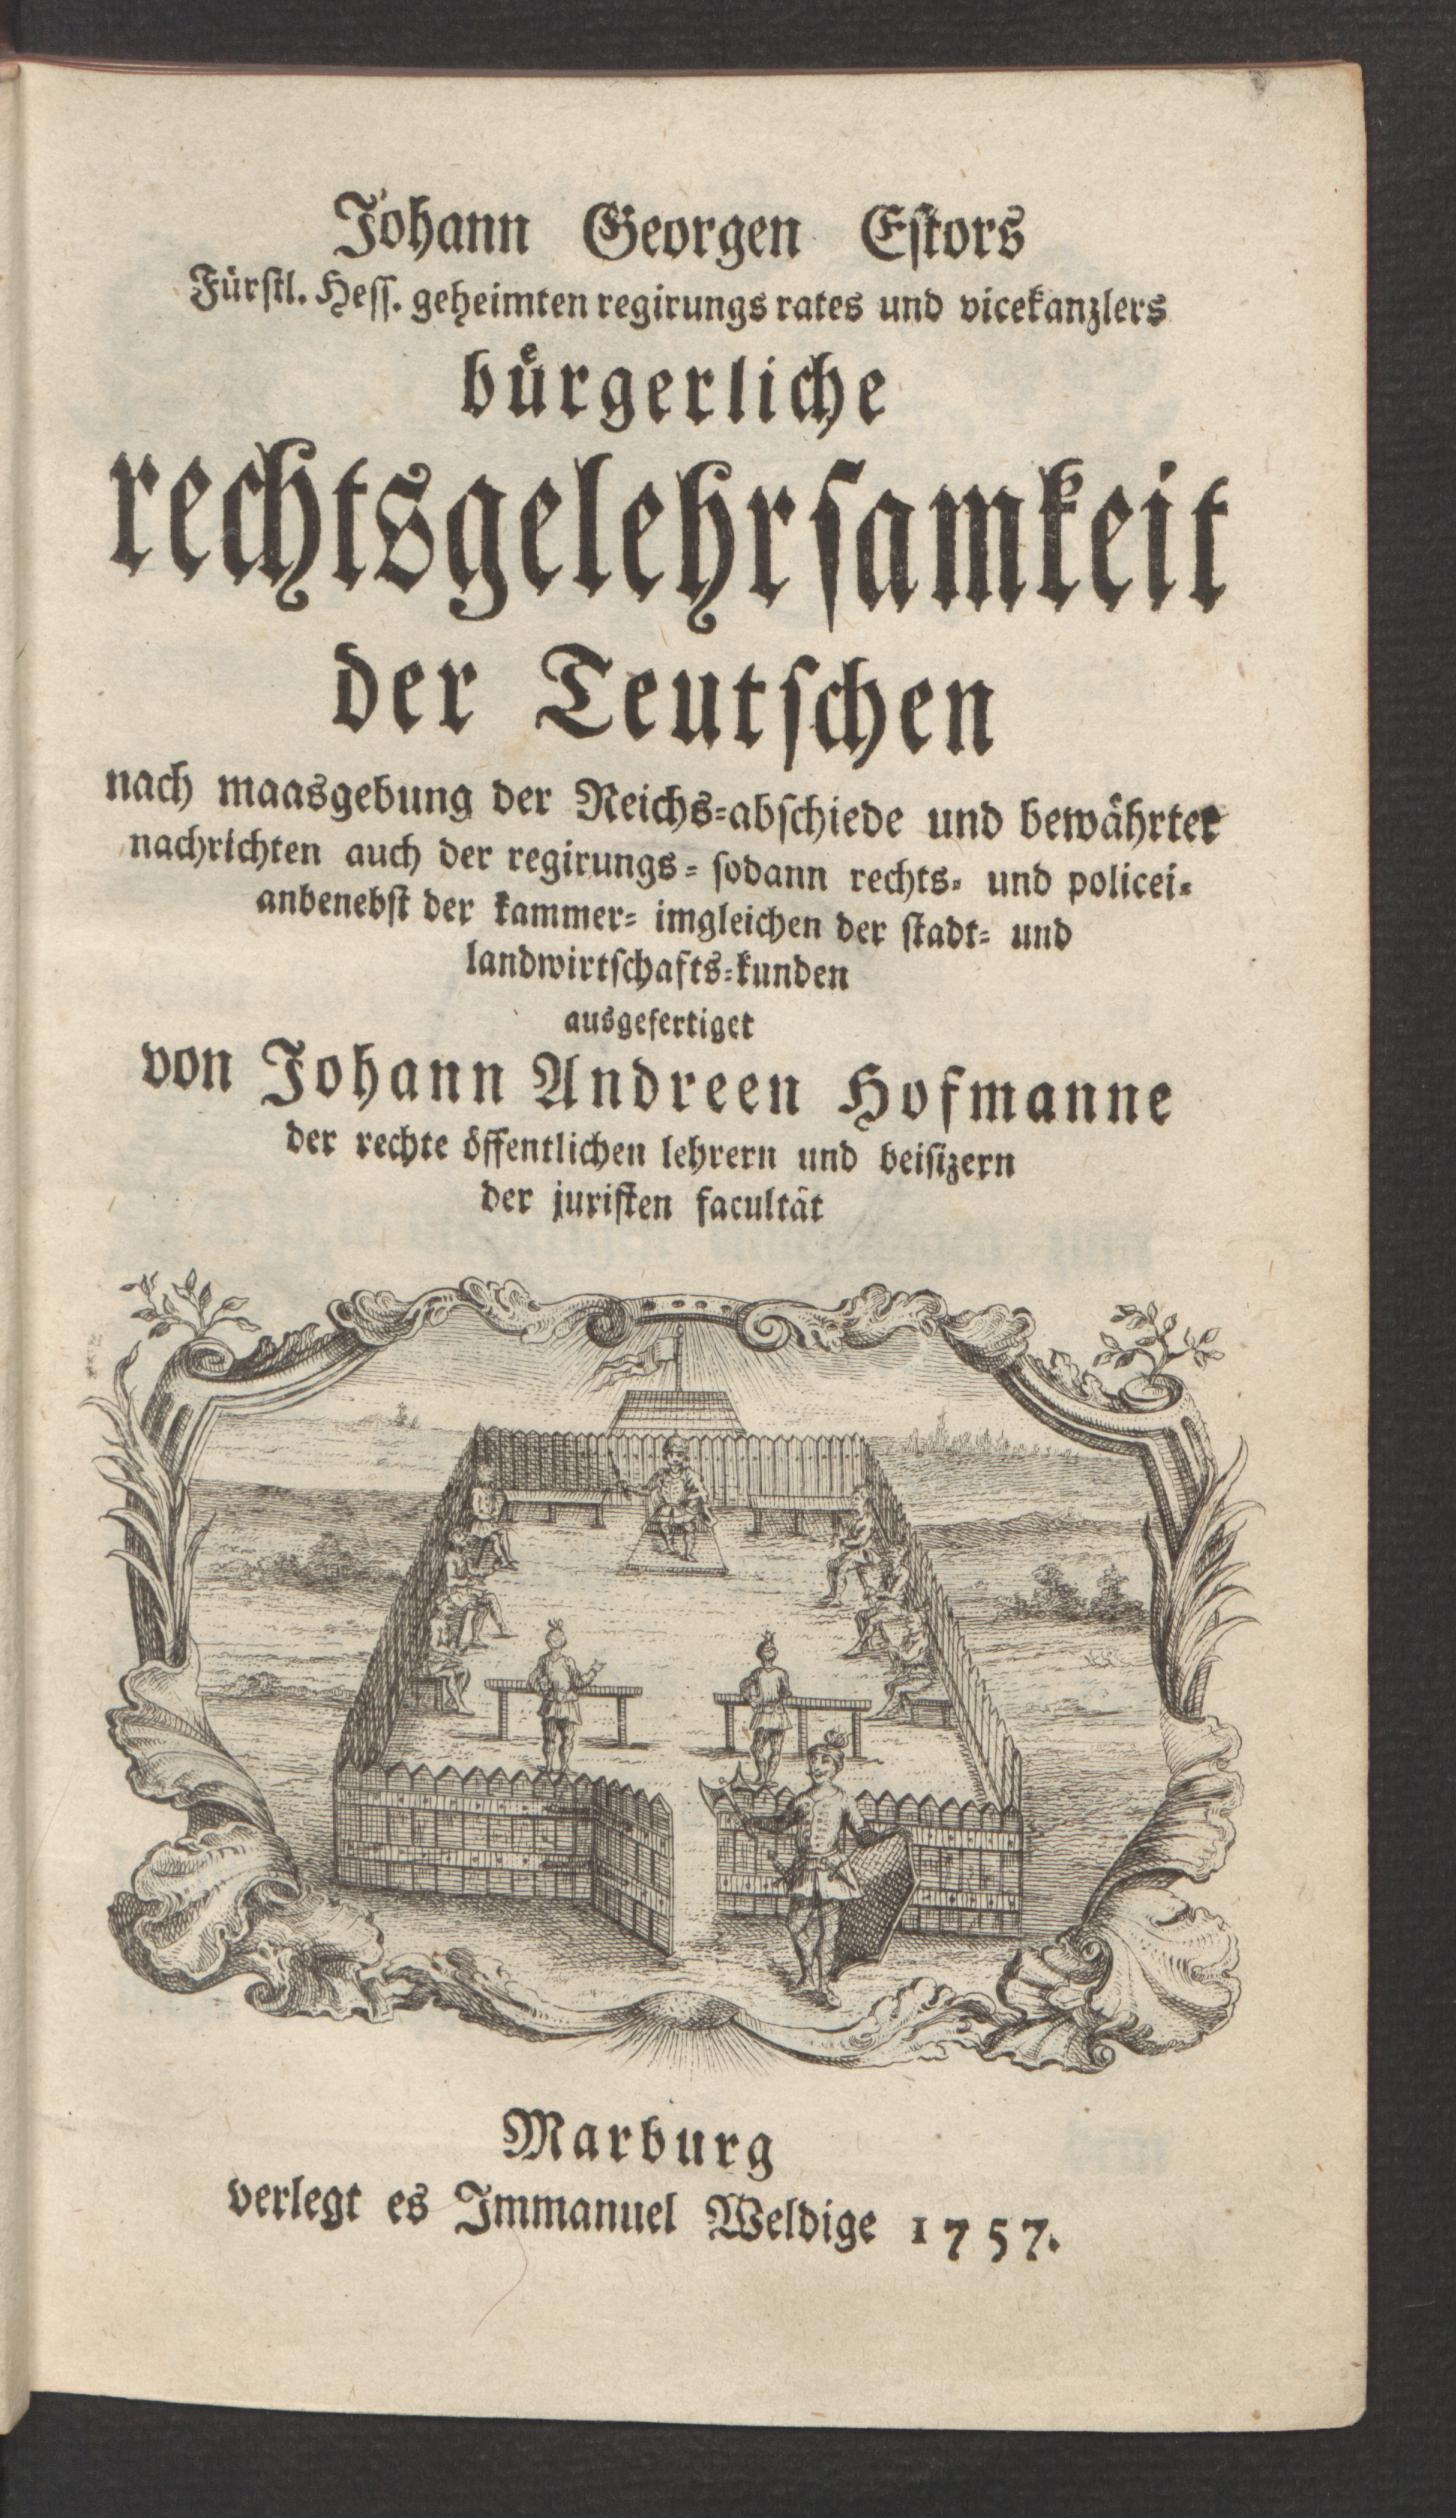 Johann Georgen Estors
Fürstl. Hess. geheimten regirungs rates und vicekanzlers
bürgerliche
rechtsgelehrsamkeit
der Teutschen
nach maasgebung der Reichs-abschiede und bewährter
nachrichten auch der regirungs- sodann rechts- und policei-
anbenebst der kammer- imgleichen der stadt- und
landwirtschafts-kunden
ausgefertiget
von Johann Andreen Hofmanne
der rechte öffentlichen lehrern und beisizern
der juristen facultät
Marburg
verlegt es Immanuel Weldige 1757.